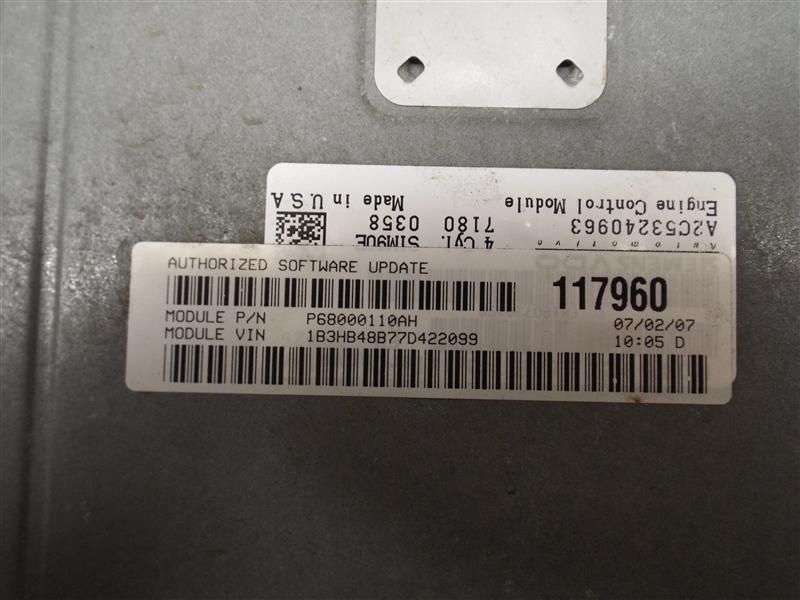 AUTHORIZED SOFTWARE UPDATE
117960
MODULE P/N P68000110AH 07/02/07
MODULE VIN 1B3HB48B77D422099 10:05 D
A2C53240963
Engine Control Module
4 Cyl. SIM90E
7180 0358
Made in U.S.A